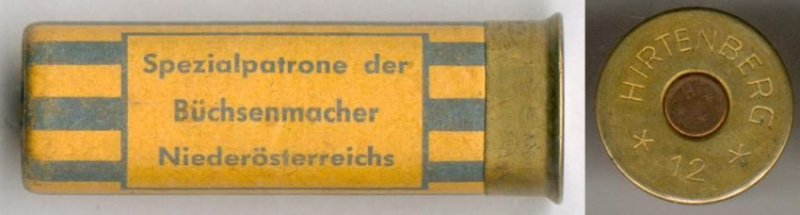 Spezialpatrone der
Büchsenmacher
Niederösterreichs
HIRTENBERG
* 12 *